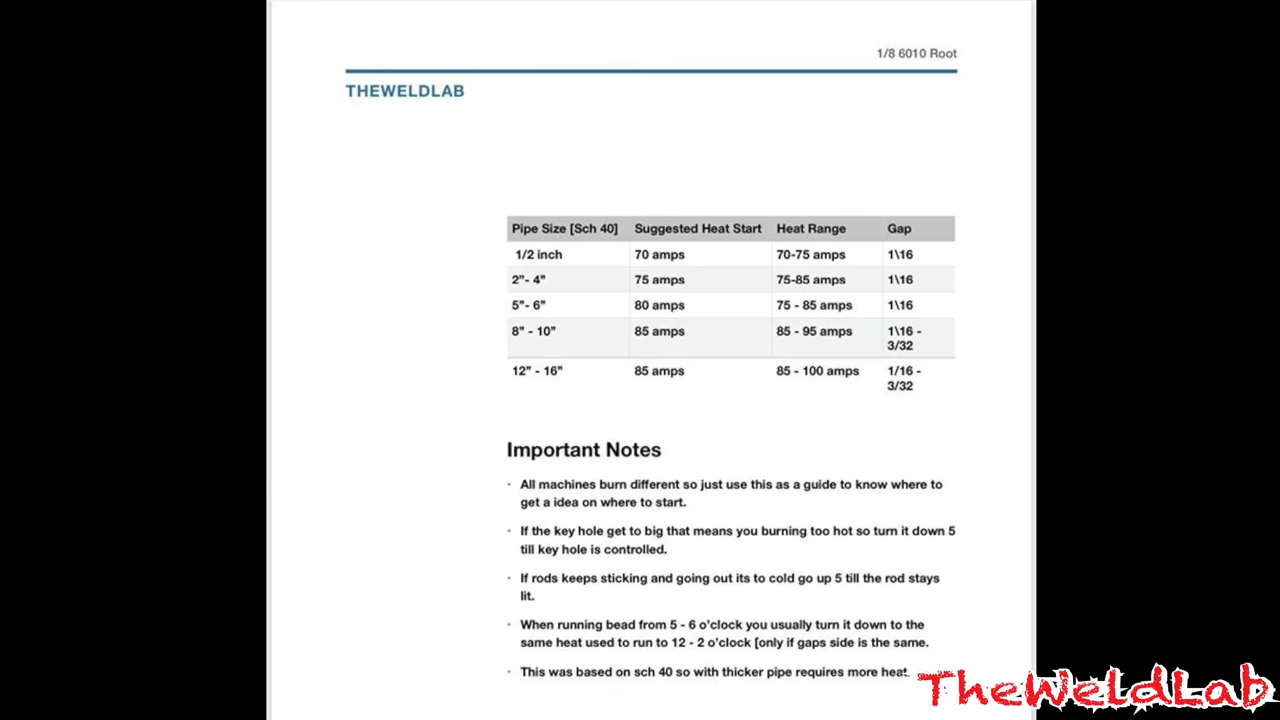 1/8 6010 Root
THEWELDLAB
Pipe Size [Sch 40] Suggested Heat Start Heat Range Gap
1/2 inch 70 amps 70-75 amps 1\16
2”- 4” 75 amps 75-85 amps 1\16
5”- 6” 80 amps 75 - 85 amps 1\16
8” - 10” 85 amps 85 - 95 amps 1\16 -
3/32
12” - 16” 85 amps 85 - 100 amps 1/16 -
3/32
Important Notes
· All machines burn different so just use this as a guide to know where to
get a idea on where to start.
· If the key hole get to big that means you burning too hot so turn it down 5
till key hole is controlled.
· If rods keeps sticking and going out its to cold go up 5 till the rod stays
lit.
· When running bead from 5 - 6 o’clock you usually turn it down to the
same heat used to run to 12 - 2 o’clock [only if gaps side is the same.
· This was based on sch 40 so with thicker pipe requires more heat.
TheWeldLab